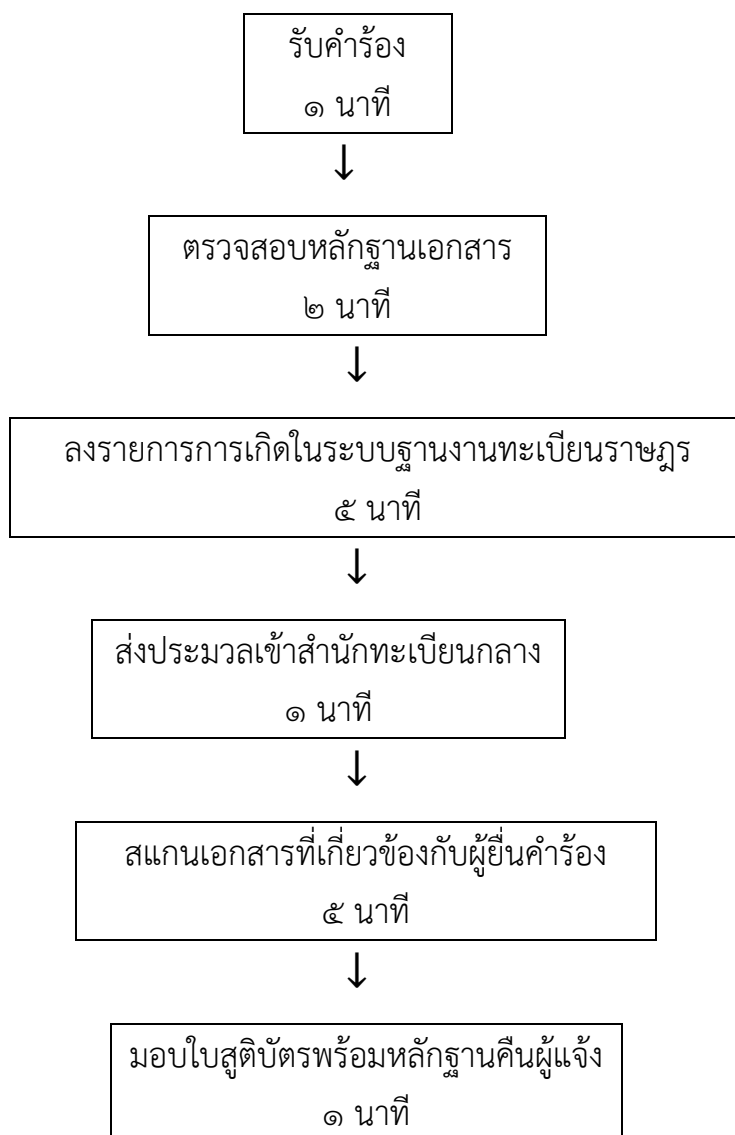 รับคำร้อง
๑ นาที
ตรวจสอบหลักฐานเอกสาร
๒ นาที
ลงรายการการเกิดในระบบฐานงานทะเบียนราษฎร
๕ นาที
ส่งประมวลเข้าสำนักทะเบียนกลาง
๑ นาที
สแกนเอกสารที่เกี่ยวข้องกับผู้ยื่นคำร้อง
๕ นาที
มอบใบสูติบัตรพร้อมหลักฐานคืนผู้แจ้ง
๑ นาที